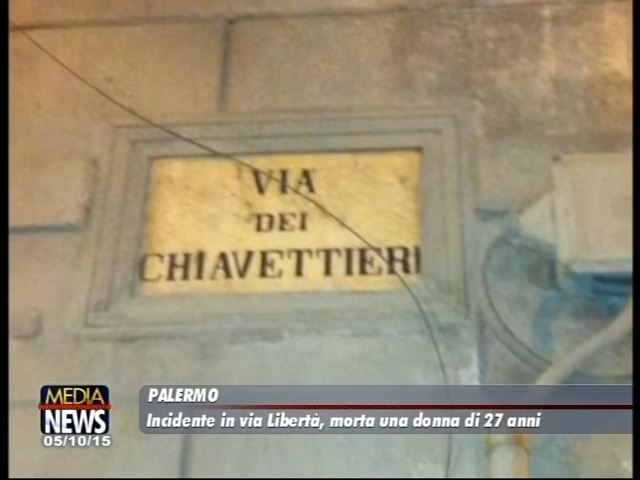 VIA
DEI
CHIAVETTIERI
MEDIA
NEWS
05/10/15
PALERMO
Incidente in via Libertà, morta una donna di 27 anni